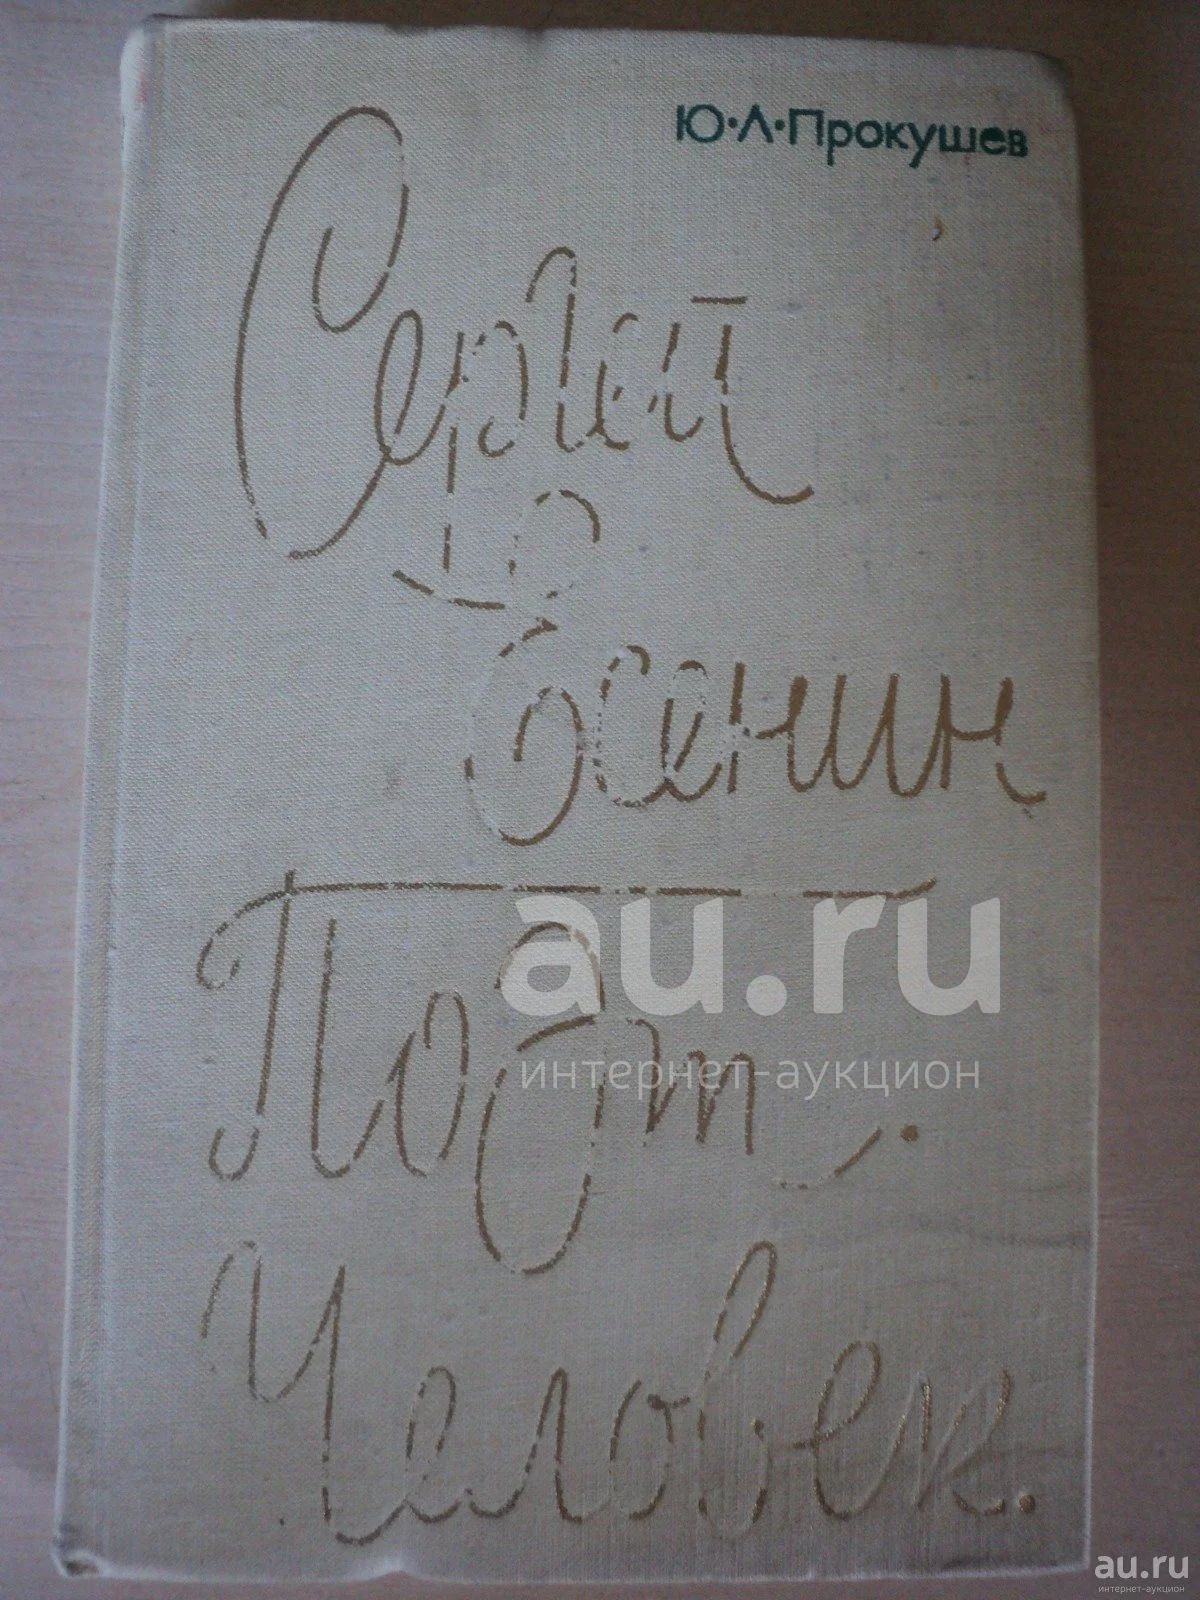 Ю·Л·Прокушев
Сергей
Есенин
Поэт.
Человек.
au.ru
интернет-аукцион
au.ru
интернет-аукцион